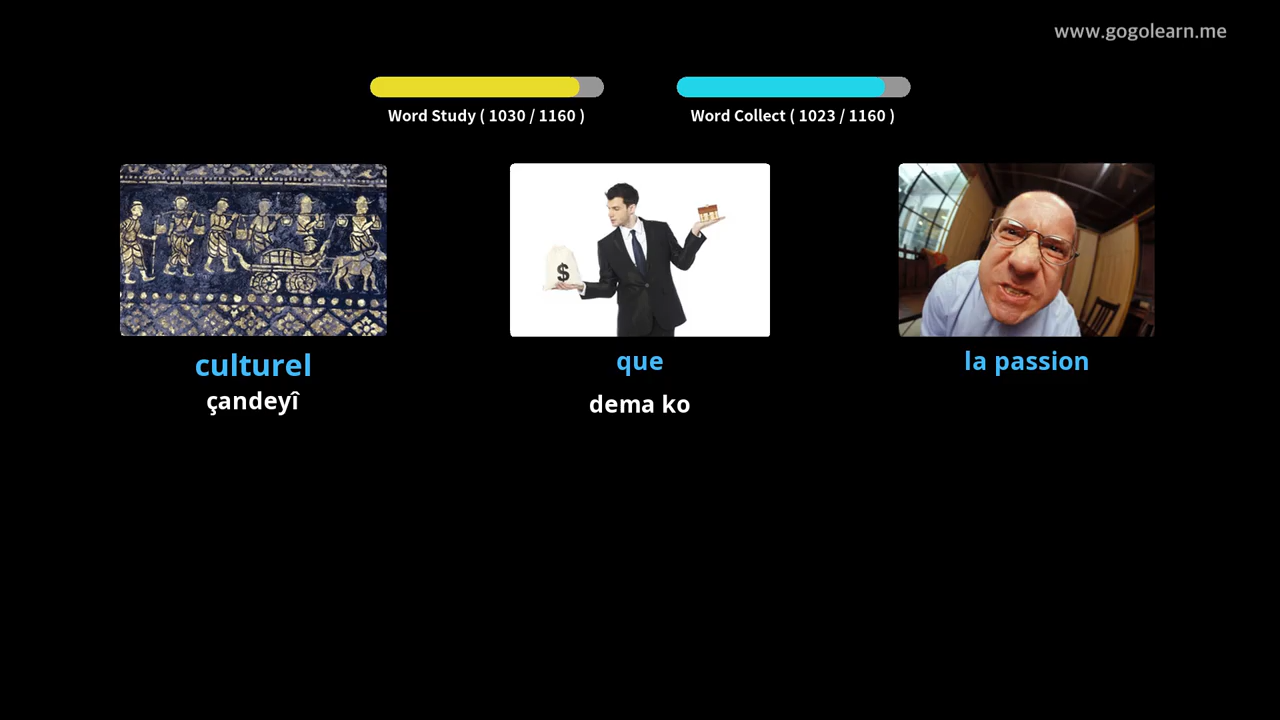 www.gogolearn.me
Word Study ( 1030 / 1160 )
Word Collect ( 1023 / 1160 )
$
culturel
çandeyî
que
dema ko
la passion